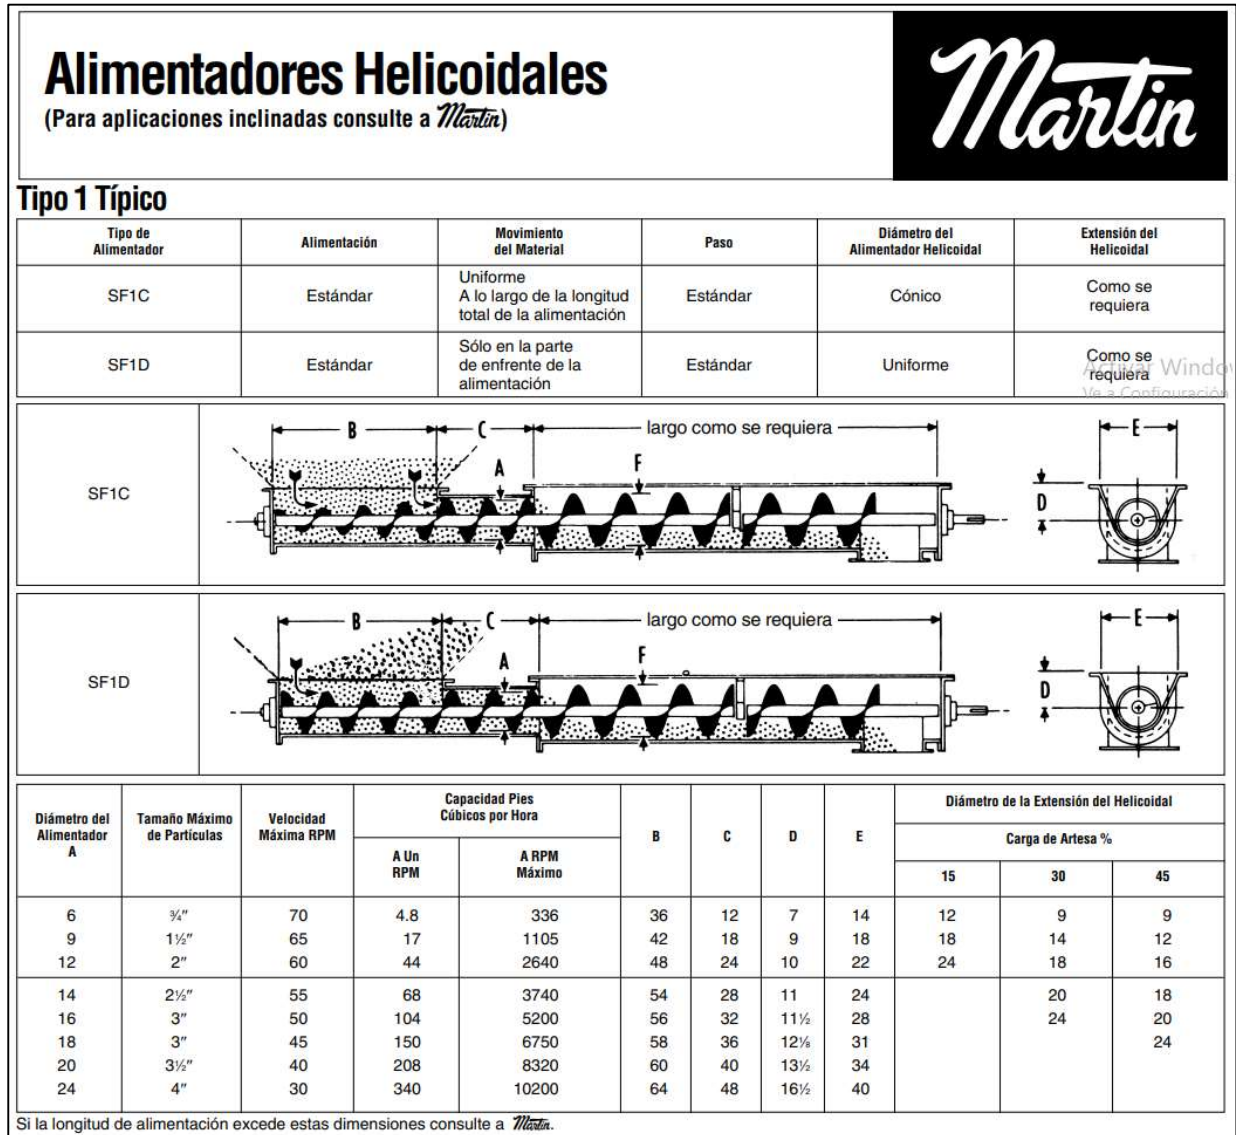 Alimentadores Helicoidales
(Para aplicaciones inclinadas consulte a Martin)
Martin
Tipo 1 Típico
Tipo de Alimentador | Alimentación | Movimiento del Material | Paso | Diámetro del Alimentador Helicoidal | Extensión del Helicoidal
SF1C | Estándar | Uniforme A lo largo de la longitud total de la alimentación | Estándar | Cónico | Como se requiera
SF1D | Estándar | Sólo en la parte de enfrente de la alimentación | Estándar | Uniforme | Como se requiera
Activar Window
Ve a Configuración
SF1C
B C largo como se requiera E
A F D
SF1D
B C largo como se requiera E
A F D
Diámetro del Alimentador A | Tamaño Máximo de Partículas | Velocidad Máxima RPM | Capacidad Pies Cúbicos por Hora | B | C | D | E | Diámetro de la Extensión del Helicoidal
Carga de Artesa %
A Un RPM | A RPM Máximo | 15 | 30 | 45
6 ¾" 70 4.8 336 36 12 7 14 12 9 9
9 1½" 65 17 1105 42 18 9 18 18 14 12
12 2" 60 44 2640 48 24 10 22 24 18 16
14 2½" 55 68 3740 54 28 11 24 20 18
16 3" 50 104 5200 56 32 11½ 28 24 20
18 3" 45 150 6750 58 36 12⅛ 31 24
20 3½" 40 208 8320 60 40 13½ 34
24 4" 30 340 10200 64 48 16½ 40
Si la longitud de alimentación excede estas dimensiones consulte a Martin.